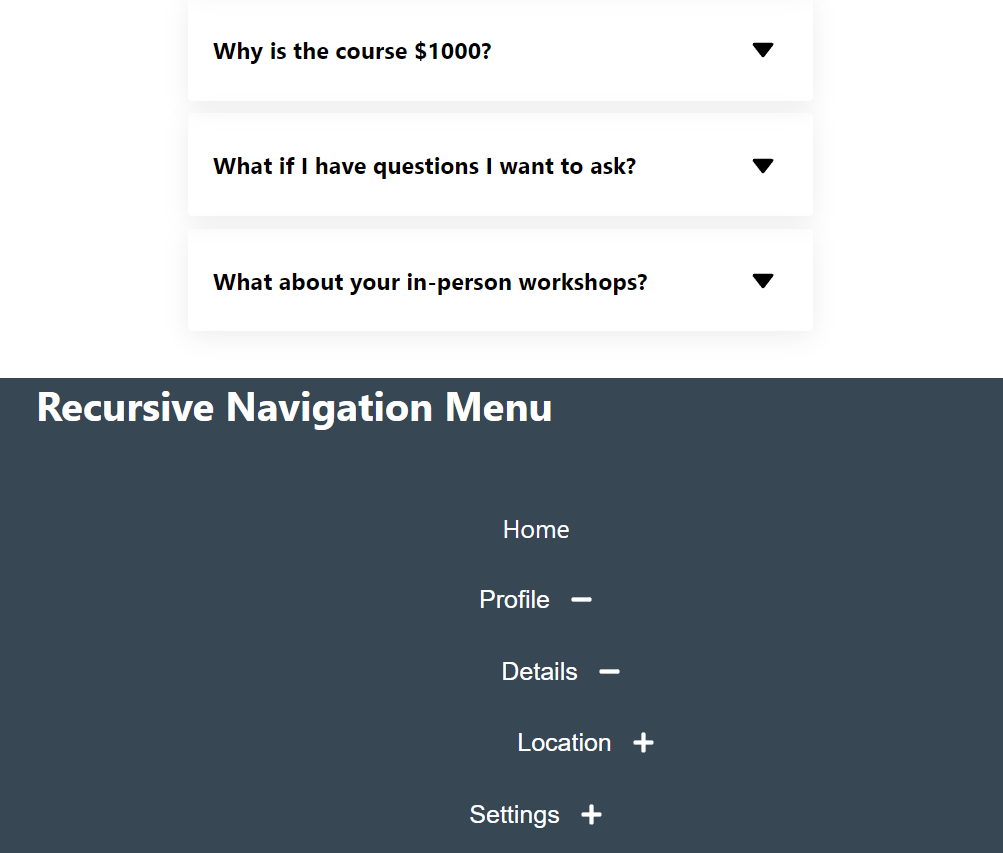 Why is the course $1000?
What if I have questions I want to ask?
What about your in-person workshops?
Recursive Navigation Menu
Home
Profile
Details
Location
Settings